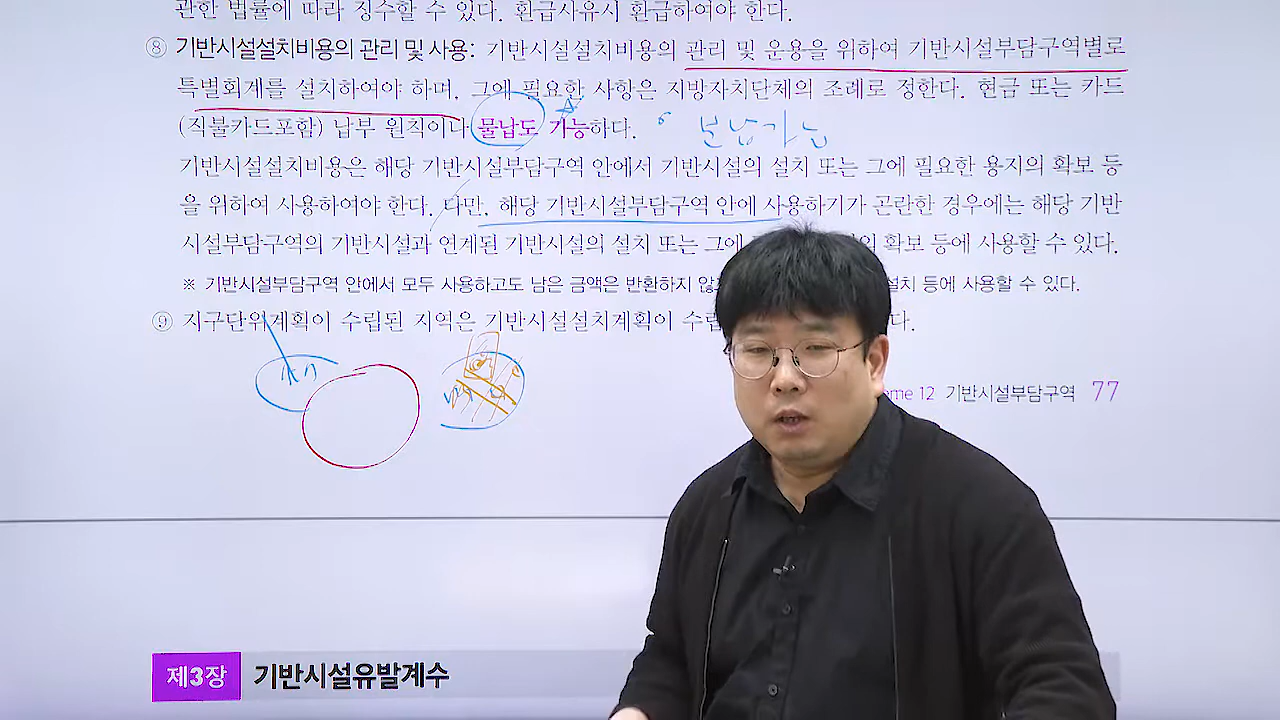 관한 법률에 따라 징수할 수 있다. 환급사유시 환급하여야 한다.
⑧ 기반시설설치비용의 관리 및 사용: 기반시설설치비용의 관리 및 운용을 위하여 기반시설부담구역별로
특별회계를 설치하여야 하며, 그에 필요한 사항은 지방자치단체의 조례로 정한다. 현금 또는 카드
(직불카드포함) 납부 원칙이나 물납도 가능하다. 분납가능
기반시설설치비용은 해당 기반시설부담구역 안에서 기반시설의 설치 또는 그에 필요한 용지의 확보 등
을 위하여 사용하여야 한다. 다만, 해당 기반시설부담구역 안에 사용하기가 곤란한 경우에는 해당 기반
시설부담구역의 기반시설과 연계된 기반시설의 설치 또는 그에 확보 등에 사용할 수 있다.
※ 기반시설부담구역 안에서 모두 사용하고도 남은 금액은 반환하지 설치 등에 사용할 수 있다.
⑨ 지구단위계획이 수립된 지역은 기반시설설치계획이 다.
12 기반시설부담구역 77
제3장 기반시설유발계수